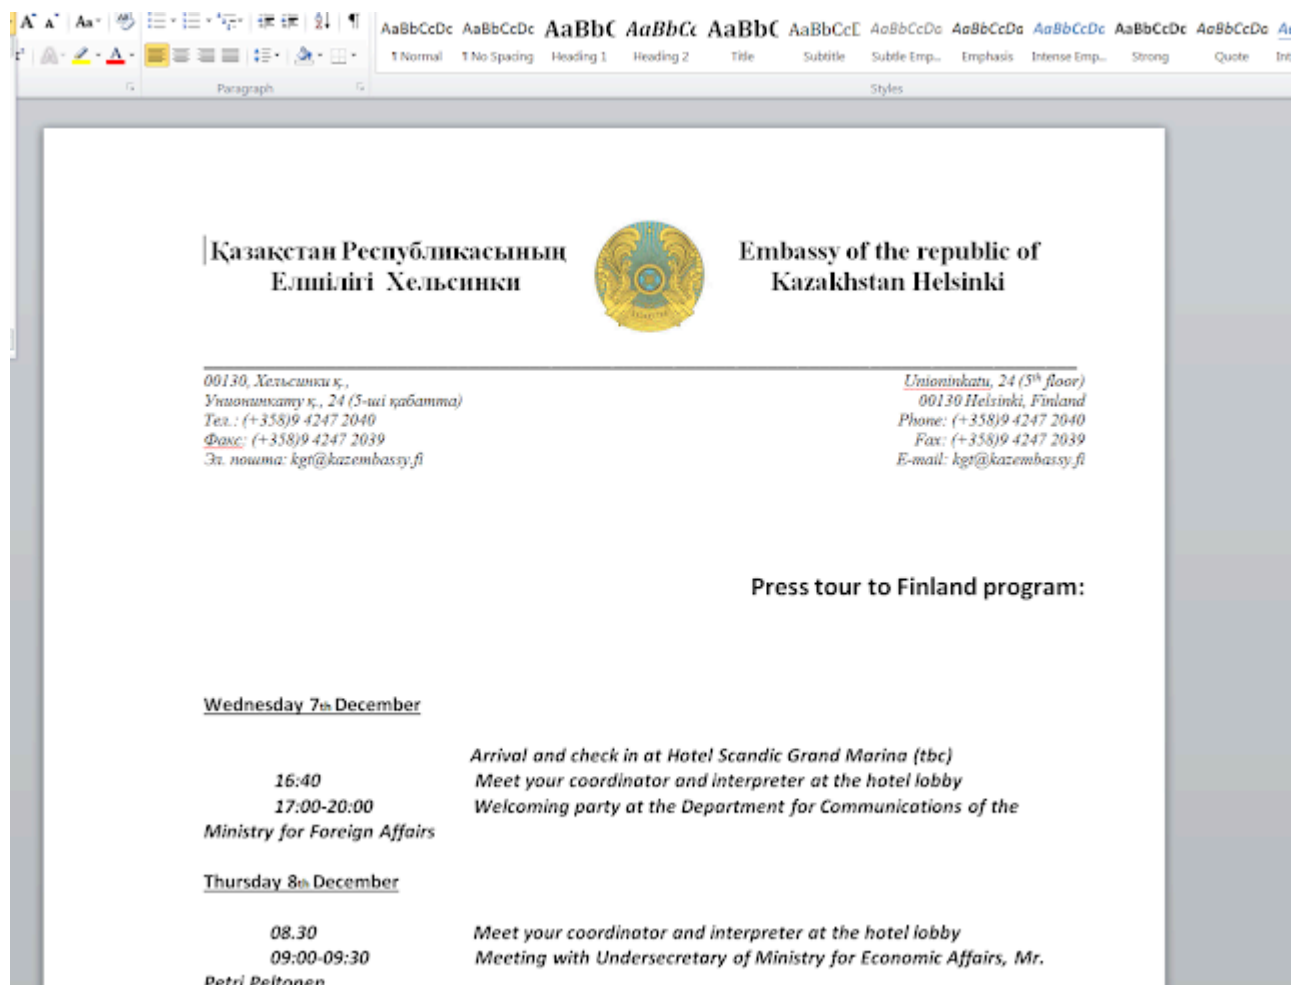 Aa
AaBbCcDc AaBbCcDc AaBbC AaBbCc AaBbC AaBbCcE AaBbCcDa AaBbCcDa AaBbCcDc AaBbCcDc AaBbCcDa
¶ Normal ¶ No Spacing Heading 1 Heading 2 Title Subtitle Subtle Emp... Emphasis Intense Emp... Strong Quote
Paragraph Styles
Қазақстан Республикасының
Елшілігі Хельсинки
Embassy of the republic of
Kazakhstan Helsinki
00130, Хельсинки қ.,
Унионинкату қ., 24 (5-ші қабатта)
Тел.: (+358)9 4247 2040
Факс: (+358)9 4247 2039
Эл. пошта: kgt@kazembassy.fi
Unioninkatu, 24 (5th floor)
00130 Helsinki, Finland
Phone: (+358)9 4247 2040
Fax: (+358)9 4247 2039
E-mail: kgt@kazembassy.fi
Press tour to Finland program:
Wednesday 7th December
Arrival and check in at Hotel Scandic Grand Marina (tbc)
16:40 Meet your coordinator and interpreter at the hotel lobby
17:00-20:00 Welcoming party at the Department for Communications of the
Ministry for Foreign Affairs
Thursday 8th December
08.30 Meet your coordinator and interpreter at the hotel lobby
09:00-09:30 Meeting with Undersecretary of Ministry for Economic Affairs, Mr.
Petri Peltonen